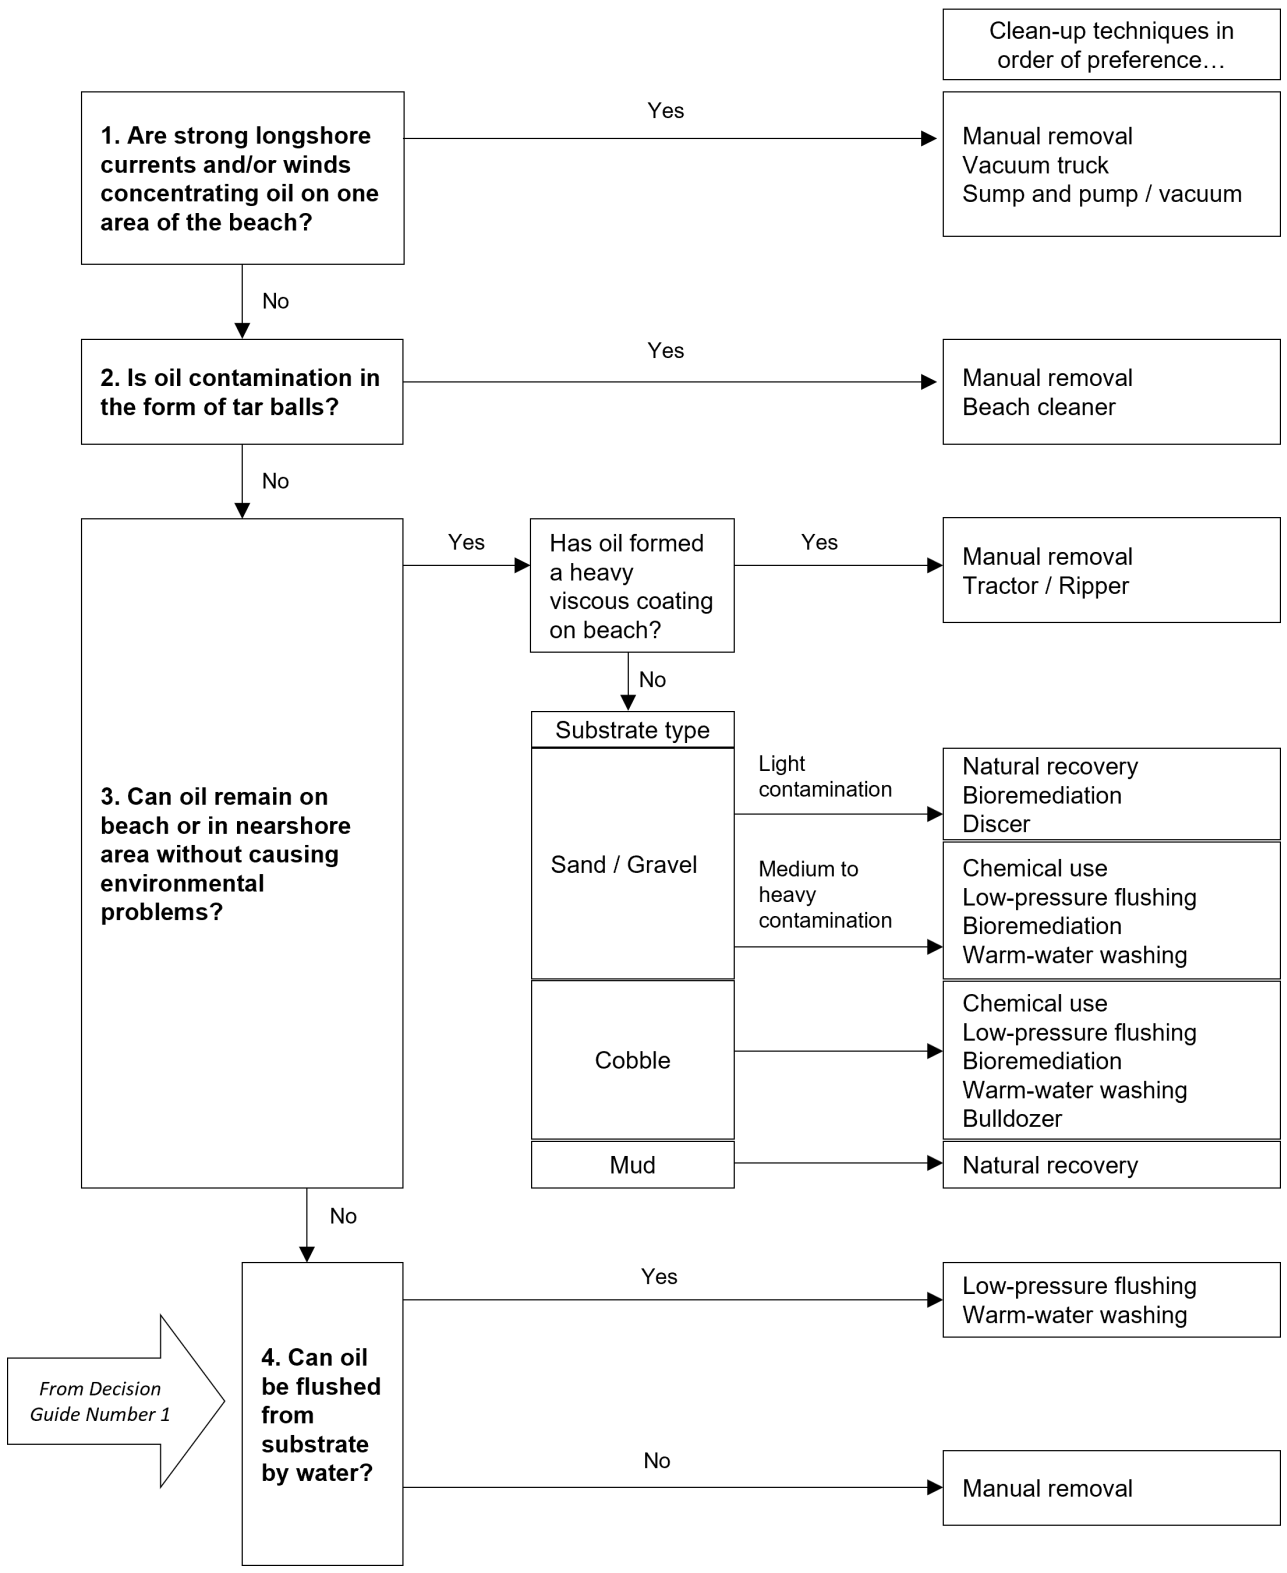 Clean-up techniques in
order of preference…
1. Are strong longshore
currents and/or winds
concentrating oil on one
area of the beach?
Yes
Manual removal
Vacuum truck
Sump and pump / vacuum
No
2. Is oil contamination in
the form of tar balls?
Yes
Manual removal
Beach cleaner
No
3. Can oil remain on
beach or in nearshore
area without causing
environmental
problems?
Yes
Has oil formed
a heavy
viscous coating
on beach?
Yes
Manual removal
Tractor / Ripper
No
Substrate type
Sand / Gravel
Light
contamination
Natural recovery
Bioremediation
Discer
Medium to
heavy
contamination
Chemical use
Low-pressure flushing
Bioremediation
Warm-water washing
Cobble
Chemical use
Low-pressure flushing
Bioremediation
Warm-water washing
Bulldozer
Mud
Natural recovery
No
From Decision
Guide Number 1
4. Can oil
be flushed
from
substrate
by water?
Yes
Low-pressure flushing
Warm-water washing
No
Manual removal